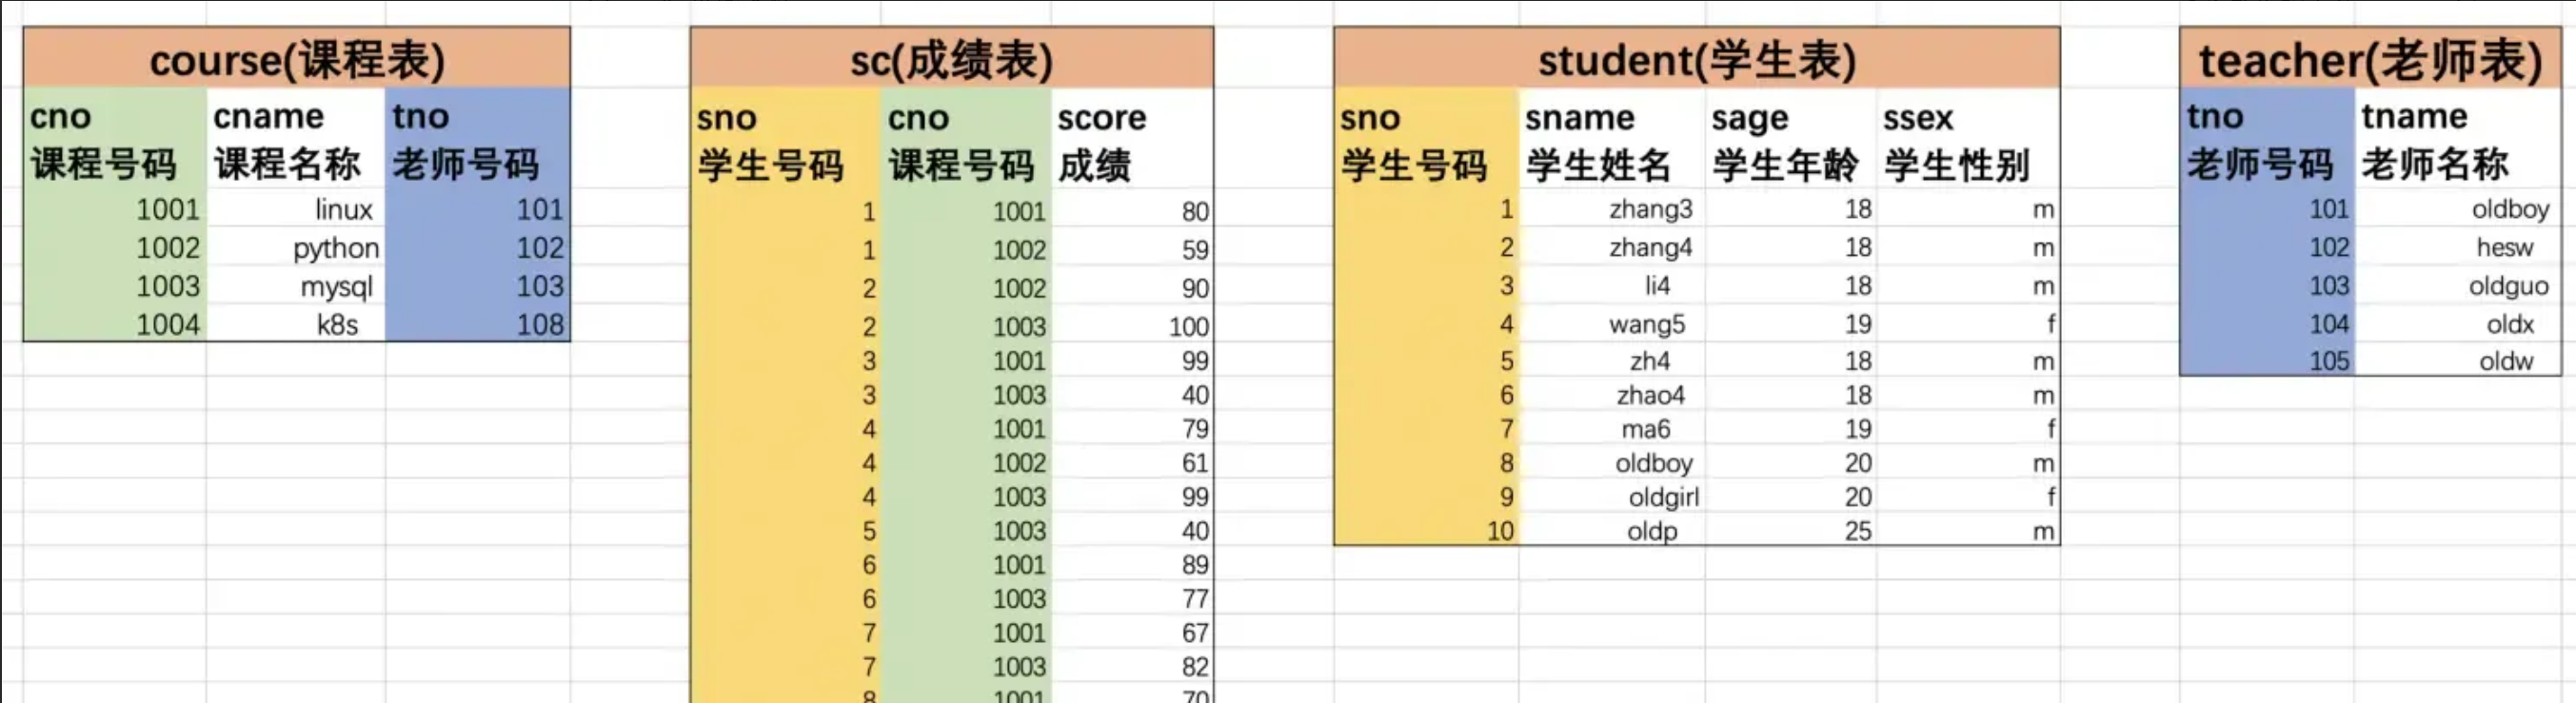 course(课程表)
cno cname tno
课程号码 课程名称 老师号码
1001 linux 101
1002 python 102
1003 mysql 103
1004 k8s 108
sc(成绩表)
sno cno score
学生号码 课程号码 成绩
1 1001 80
1 1002 59
2 1002 90
2 1003 100
3 1001 99
3 1003 40
4 1001 79
4 1002 61
4 1003 99
5 1003 40
6 1001 89
6 1003 77
7 1001 67
7 1003 82
8 1001 70
student(学生表)
sno sname sage ssex
学生号码 学生姓名 学生年龄 学生性别
1 zhang3 18 m
2 zhang4 18 m
3 li4 18 m
4 wang5 19 f
5 zh4 18 m
6 zhao4 18 m
7 ma6 19 f
8 oldboy 20 m
9 oldgirl 20 f
10 oldp 25 m
teacher(老师表)
tno tname
老师号码 老师名称
101 oldboy
102 hesw
103 oldguo
104 oldx
105 oldw